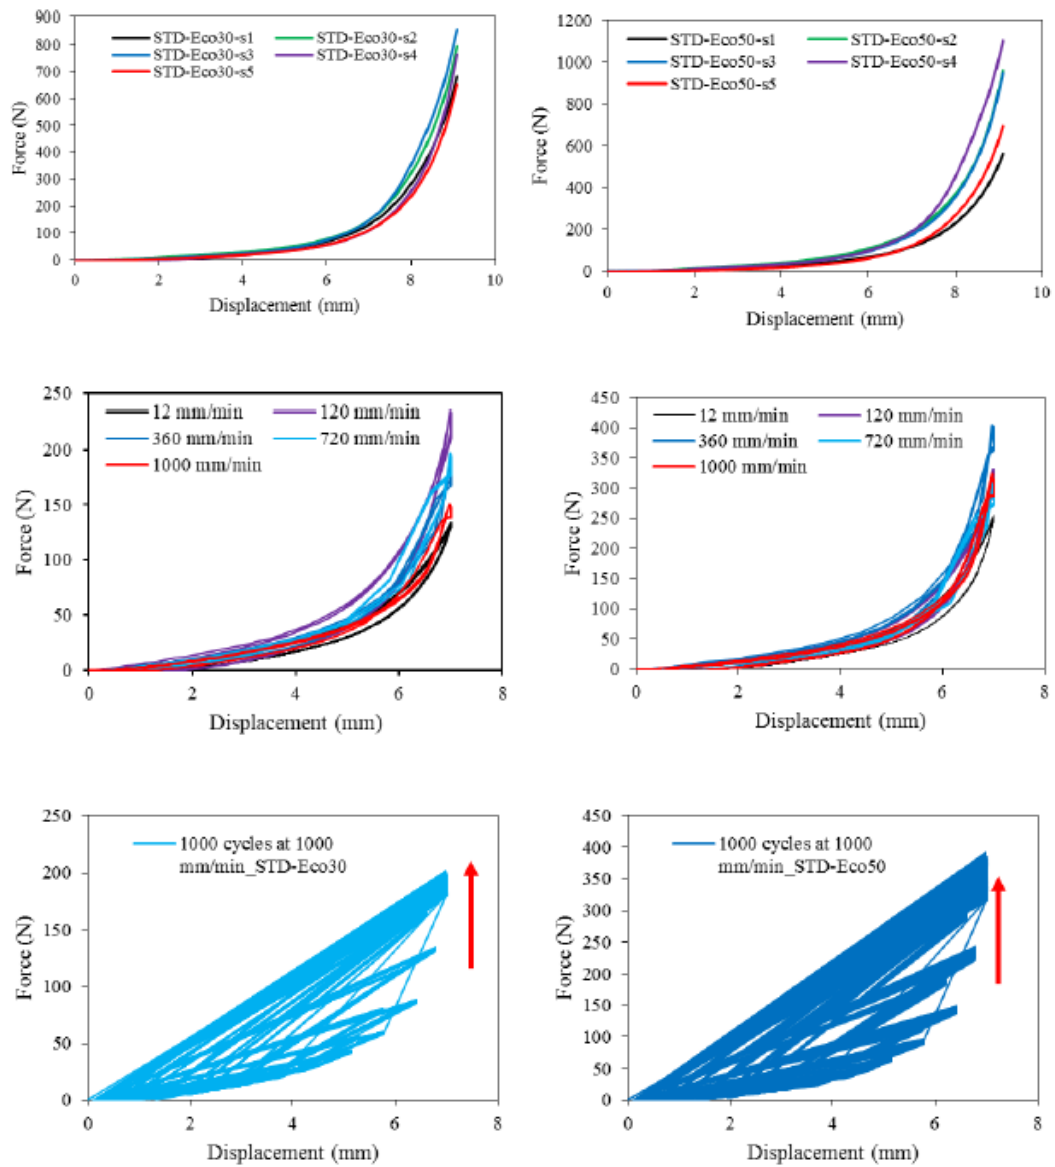 900
800
700
600
500
400
300
200
100
0
Force (N)
STD-Eco30-s1
STD-Eco30-s2
STD-Eco30-s3
STD-Eco30-s4
STD-Eco30-s5
0 2 4 6 8 10
Displacement (mm)
1200
1000
800
600
400
200
0
Force (N)
STD-Eco50-s1
STD-Eco50-s2
STD-Eco50-s3
STD-Eco50-s4
STD-Eco50-s5
0 2 4 6 8 10
Displacement (mm)
250
200
150
100
50
0
Force (N)
12 mm/min
120 mm/min
360 mm/min
720 mm/min
1000 mm/min
0 2 4 6 8
Displacement (mm)
450
400
350
300
250
200
150
100
50
0
Force (N)
12 mm/min
120 mm/min
360 mm/min
720 mm/min
1000 mm/min
0 2 4 6 8
Displacement (mm)
250
200
150
100
50
0
Force (N)
1000 cycles at 1000
mm/min_STD-Eco30
0 2 4 6 8
Displacement (mm)
450
400
350
300
250
200
150
100
50
0
Force (N)
1000 cycles at 1000
mm/min_STD-Eco50
0 2 4 6 8
Displacement (mm)